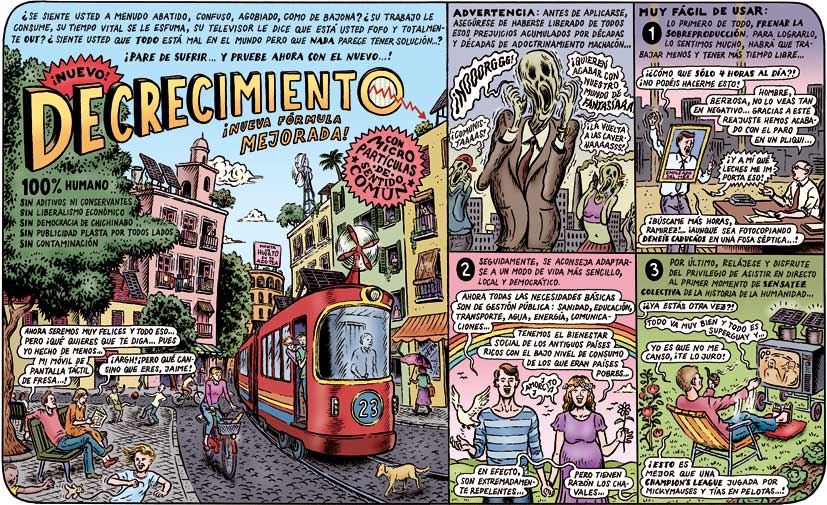 ¿SE SIENTE USTED A MENUDO ABATIDO, CONFUSO, AGOBIADO, COMO DE BAJONA? ¿SU TRABAJO LE
CONSUME, SU TIEMPO VITAL SE LE ESFUMA, SU TELEVISOR LE DICE QUE ESTÁ USTED FOFO Y TOTALMEN-
TE OUT? ¿SIENTE USTED QUE TODO ESTÁ MAL EN EL MUNDO PERO QUE NADA PARECE TENER SOLUCIÓN..?
¡PARE DE SUFRIR... Y PRUEBE AHORA CON EL NUEVO...!
¡NUEVO!
DECRECIMIENTO
¡NUEVA FÓRMULA
MEJORADA!
CON
MICRO
PARTÍCULAS
DE
SENTIDO
COMÚN
100% HUMANO
SIN ADITIVOS NI CONSERVANTES
SIN LIBERALISMO ECONÓMICO
SIN DEMOCRACIA DE CHICHINABO
SIN PUBLICIDAD PLASTA POR TODOS LADOS
SIN CONTAMINACIÓN
MONTA
UN HUERTO
EN TU
AZOTEA
AHORA SEREMOS MUY FELICES Y TODO ESO...
PERO ¡QUÉ QUIERES QUE TE DIGA... PUES
YO HECHO DE MENOS...
MI MÓVIL DE
PANTALLA TÁCTIL
DE FRESA...!
¡ARGH! ¡PERO QUÉ CAN-
SINO QUE ERES, JAIME!
23
ADVERTENCIA: ANTES DE APLICARSE,
ASEGÚRESE DE HABERSE LIBERADO DE TODOS
ESOS PREJUICIOS ACUMULADOS POR DÉCADAS
Y DÉCADAS DE ADOCTRINAMIENTO MACHACÓN...
¡NOOORGGG!
¡QUIEREN
ACABAR CON
NUESTRO
MUNDO DE
FANTASÍAAA
¡COMUNIS-
TAAAAS!
¡LA VUELTA
A LAS CAVER-
NAAAASSS!
MUY FÁCIL DE USAR:
1 LO PRIMERO DE TODO, FRENAR LA
SOBREPRODUCCIÓN. PARA LOGRARLO,
LO SENTIMOS MUCHO, HABRÁ QUE TRA-
BAJAR MENOS Y TENER MÁS TIEMPO LIBRE...
¿¡CÓMO QUE SÓLO 4 HORAS AL DÍA?!
¡NO PODÉIS HACERME ESTO!
HOMBRE,
BERZOSA, NO LO VEAS TAN
EN NEGATIVO... GRACIAS A ESTE
REAJUSTE HEMOS ACABA-
DO CON EL PARO
EN UN PLIQUI...
¡Y A MÍ QUÉ
LECHES ME IM-
PORTA ESO!
¡BÚSCAME MÁS HORAS,
RAMIREZ!.. ¡AUNQUE SEA FOTOCOPIANDO
DENEIS CADUCAOS EN UNA FOSA SÉPTICA...!
2 SEGUIDAMENTE, SE ACONSEJA ADAPTAR-
SE A UN MODO DE VIDA MÁS SENCILLO,
LOCAL Y DEMOCRÁTICO.
AHORA TODAS LAS NECESIDADES BÁSICAS
SON DE GESTIÓN PÚBLICA: SANIDAD, EDUCACIÓN,
TRANSPORTE, AGUA, ENERGÍA, COMUNICA-
CIONES...
TENEMOS EL BIENESTAR
SOCIAL DE LOS ANTIGUOS PAÍSES
RICOS CON EL BAJO NIVEL DE CONSUMO
DE LOS QUE ERAN PAÍSES
POBRES...
AMORCITO
EN EFECTO,
SON EXTREMADAMEN-
TE REPELENTES...
PERO TIENEN
RAZÓN LOS CHA-
VALES...
3 POR ÚLTIMO, RELÁJESE Y DISFRUTE
DEL PRIVILEGIO DE ASISTIR EN DIRECTO
AL PRIMER MOMENTO DE SENSATEZ
COLECTIVA DE LA HISTORIA DE LA HUMANIDAD...
¿¡YA ESTÁS OTRA VEZ?!
TODO VA MUY BIEN Y TODO ES
SUPERGUAY Y...
YO ES QUE NO ME
CANSO, ¡TE LO JURO!
¡ESTO ES
MEJOR QUE UNA
CHAMPION'S LEAGUE JUGADA POR
MICKYMAUSES Y TÍAS EN PELOTAS...!